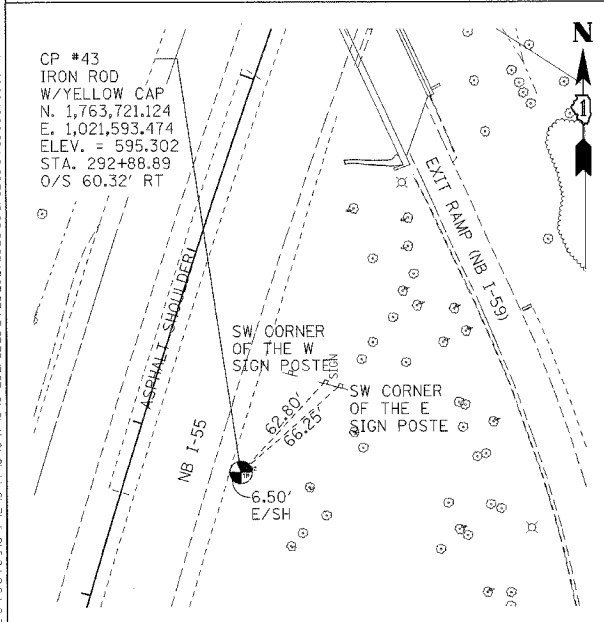 CP #43
IRON ROD
W/YELLOW CAP
N. 1,763,721.124
E. 1,021,593.474
ELEV. = 595.302
STA. 292+88.89
O/S 60.32' RT
N
1
EXIT RAMP (NB I-59)
ASPHALT SHOULDER
NB I-55
SW CORNER
OF THE W
SIGN POSTE
SIGN
SW CORNER
OF THE E
SIGN POSTE
62.80'
66.25'
6.50'
E/SH